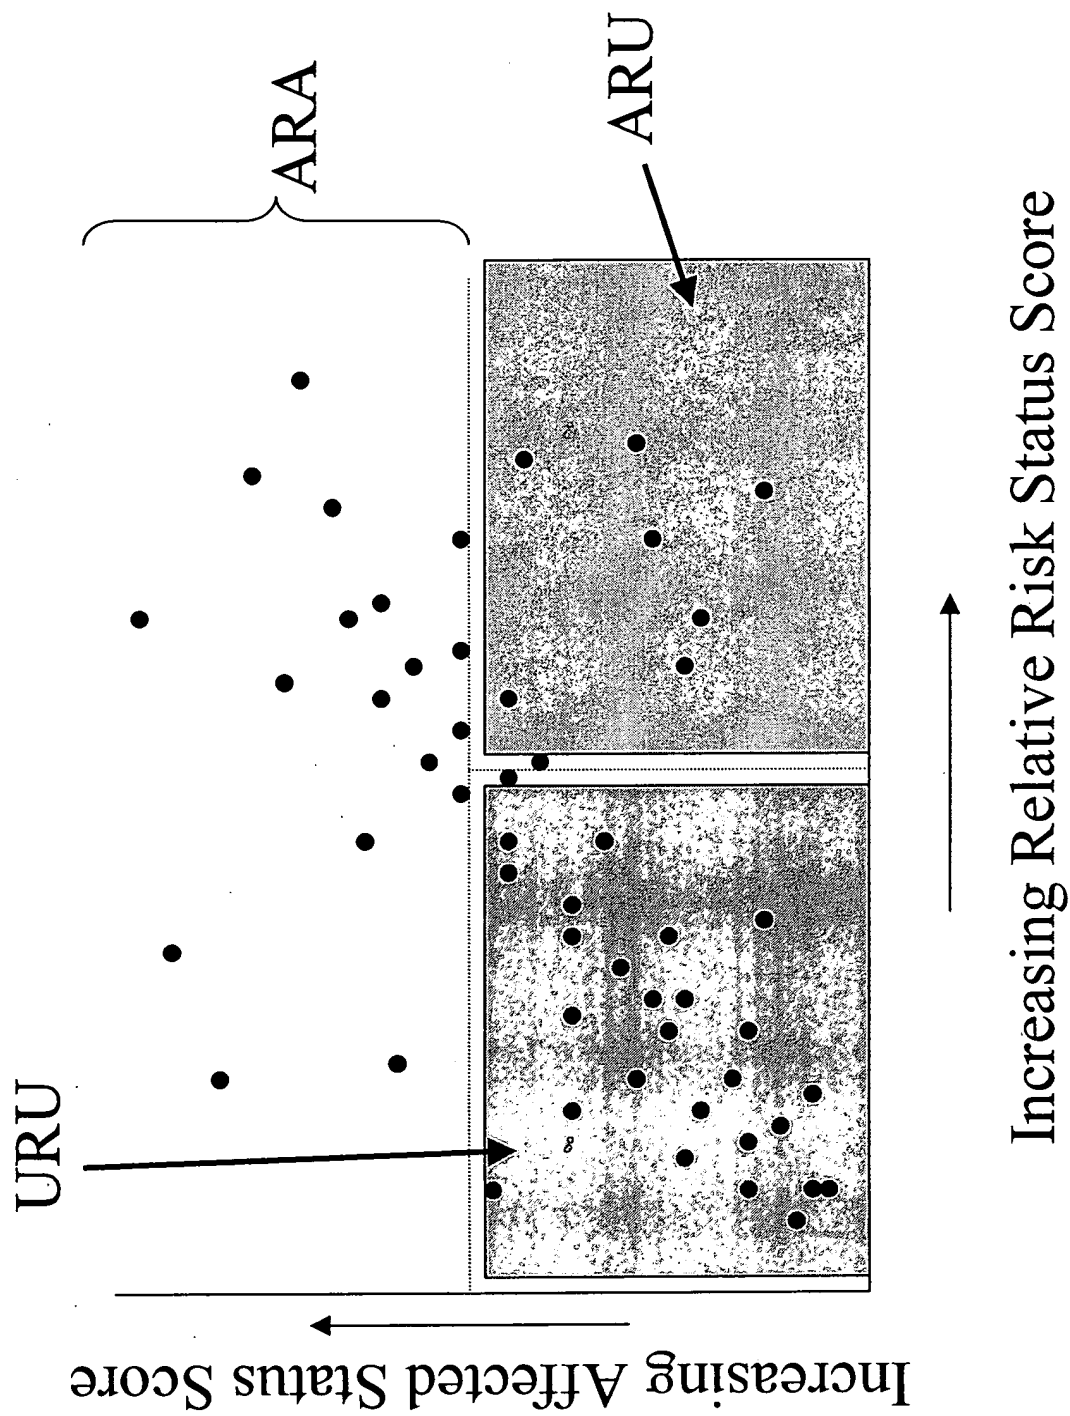 URU
ARA
ARU
Increasing Affected Status Score
Increasing Relative Risk Status Score